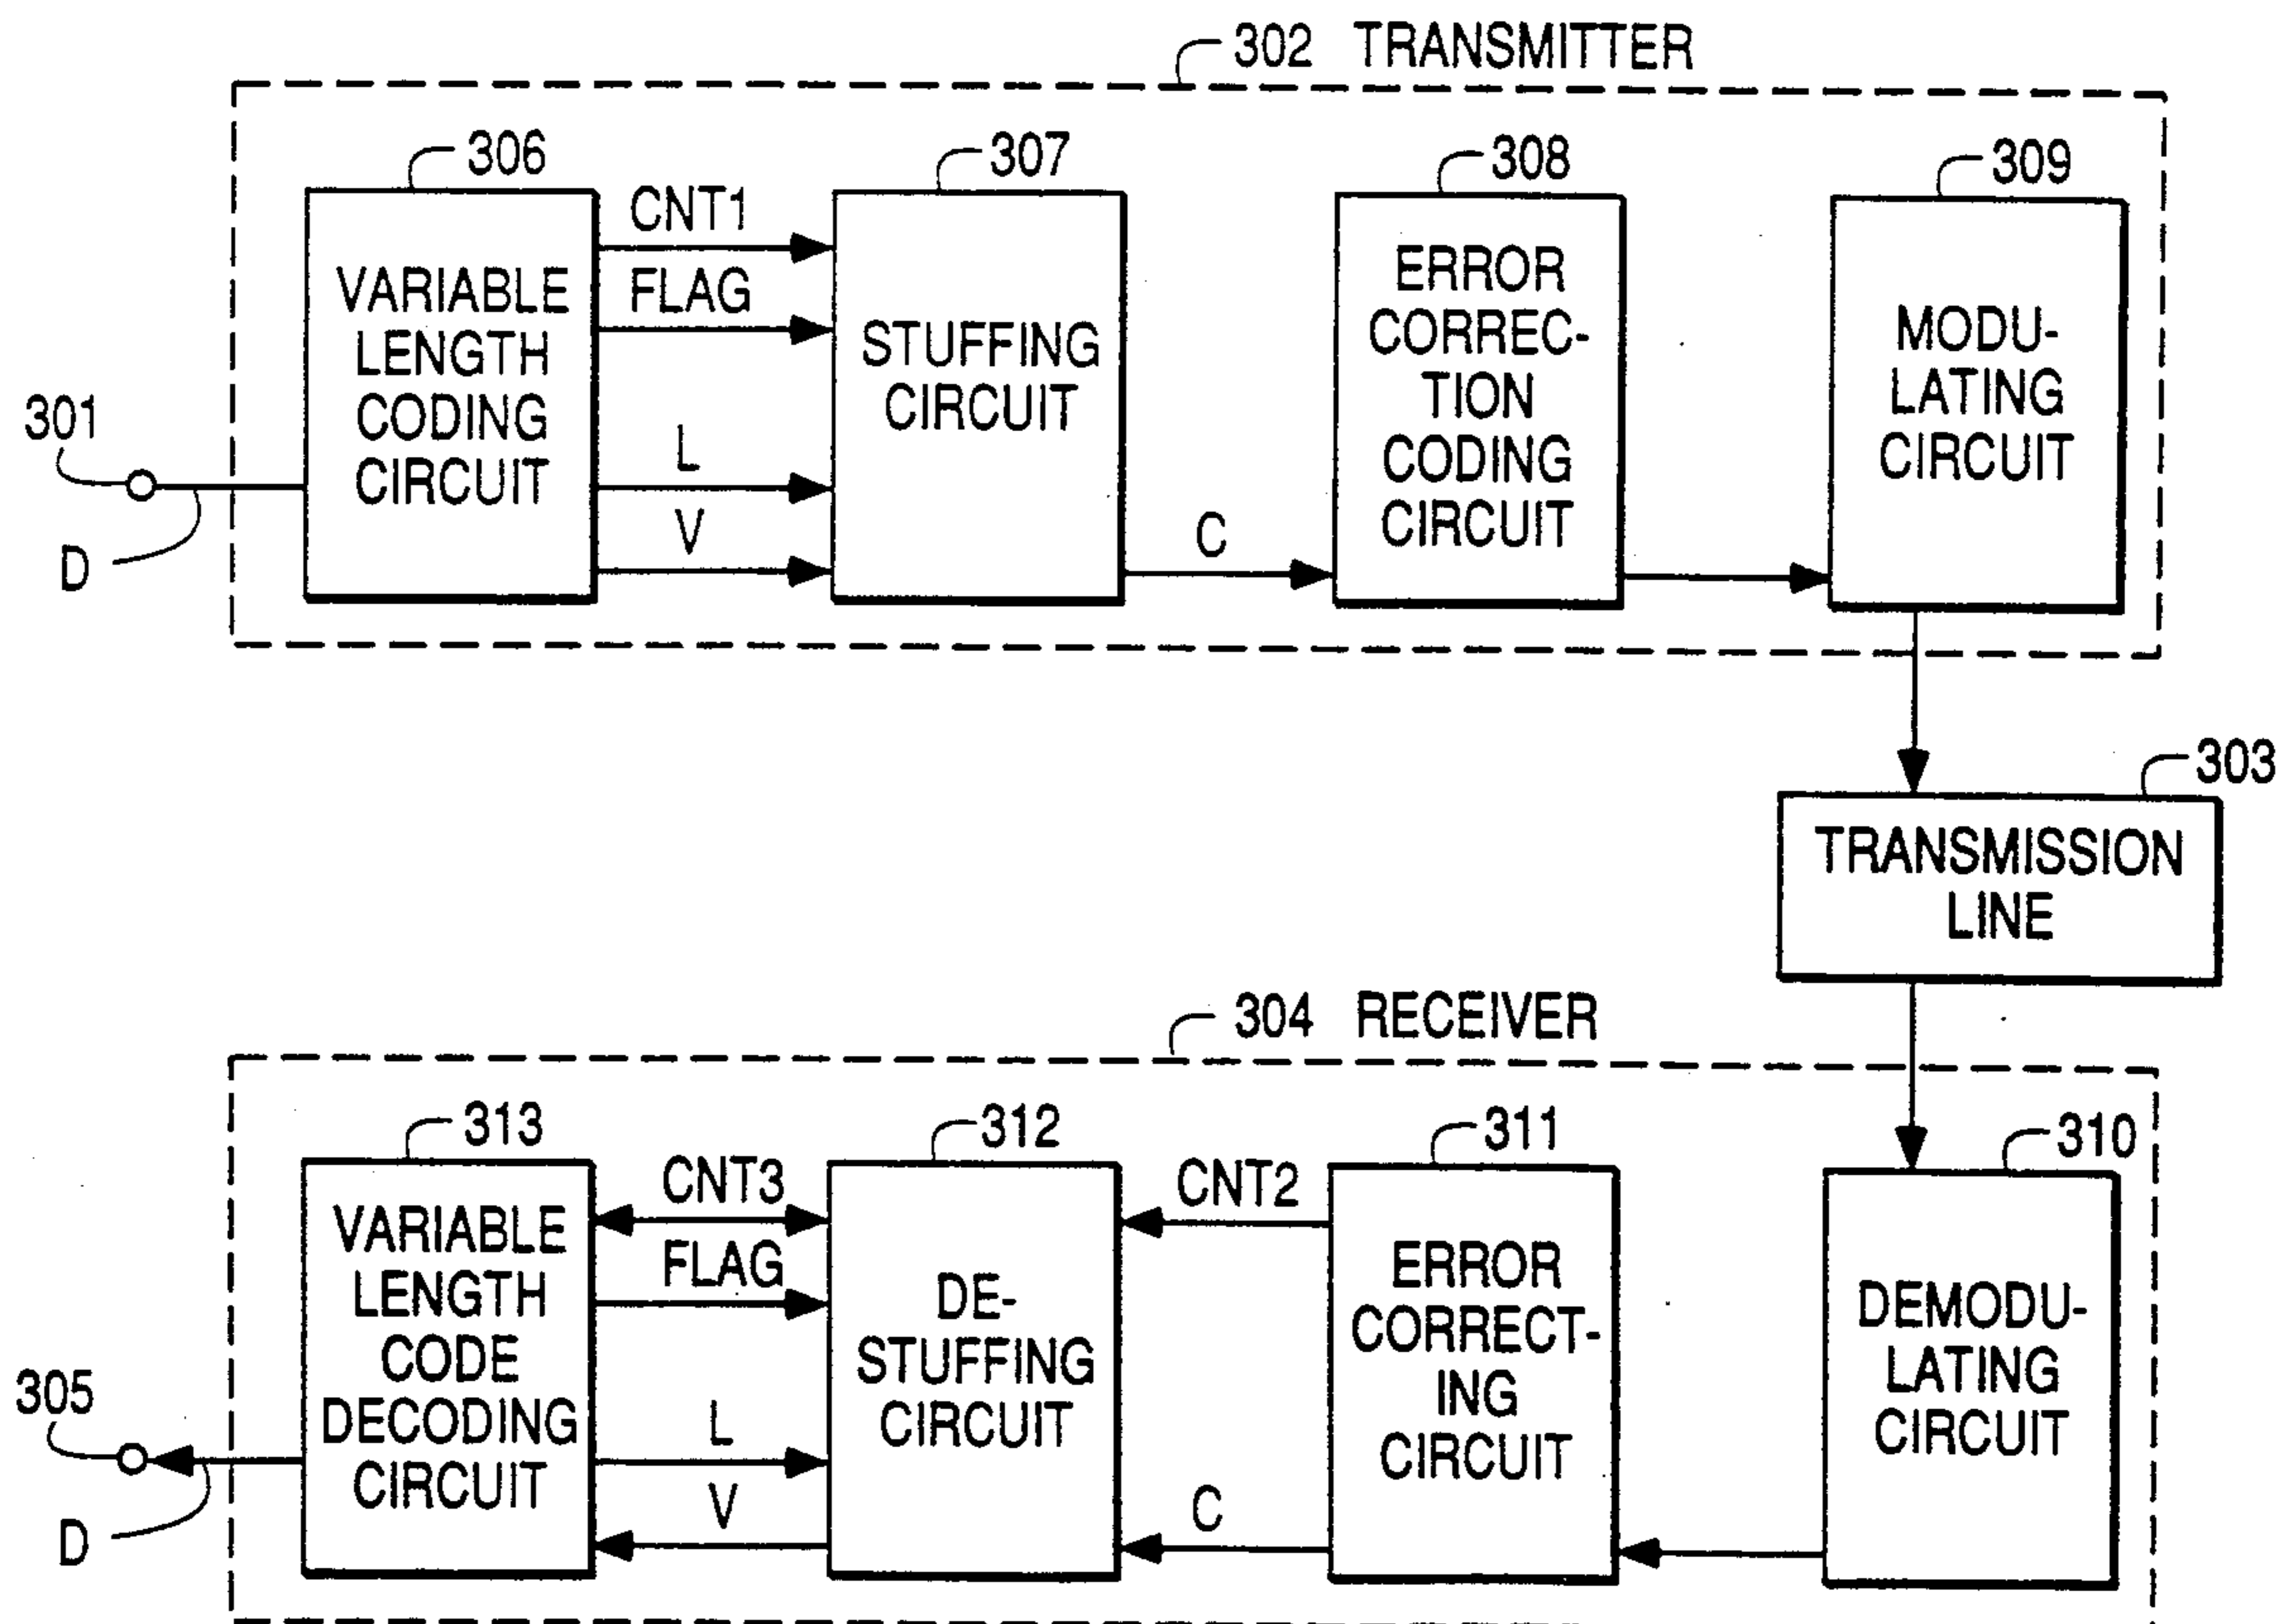 302 TRANSMITTER
306
307
308
309
CNT1
FLAG
L
V
VARIABLE
LENGTH
CODING
CIRCUIT
STUFFING
CIRCUIT
C
ERROR
CORREC-
TION
CODING
CIRCUIT
MODU-
LATING
CIRCUIT
301
D
303
TRANSMISSION
LINE
304 RECEIVER
313
312
311
310
VARIABLE
LENGTH
CODE
DECODING
CIRCUIT
CNT3
FLAG
L
V
DE-
STUFFING
CIRCUIT
CNT2
C
ERROR
CORRECT-
ING
CIRCUIT
DEMODU-
LATING
CIRCUIT
305
D